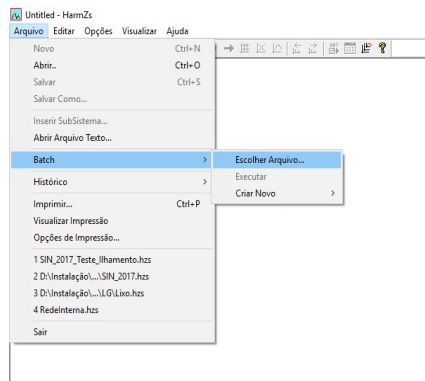 Untitled - HarmZs
Arquivo Editar Opções Visualizar Ajuda
Novo Ctrl+N
Abrir.. Ctrl+O
Salvar Ctrl+S
Salvar Como...
Inserir SubSistema...
Abrir Arquivo Texto...
Batch
Escolher Arquivo...
Executar
Criar Novo
Histórico
Imprimir... Ctrl+P
Visualizar Impressão
Opções de Impressão...
1 SIN_2017_Teste_Ilhamento.hzs
2 D:\Instalação\...\SIN_2017.hzs
3 D:\Instalação\...\LG\Lixo.hzs
4 RedeInterna.hzs
Sair